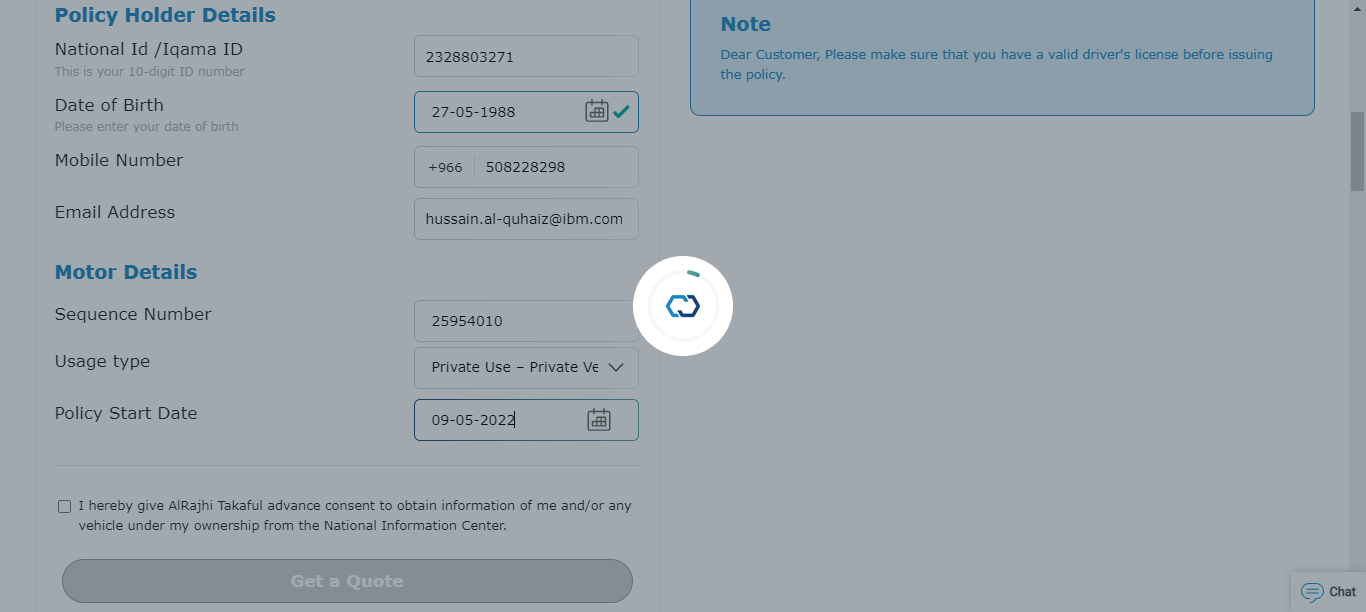 Policy Holder Details
National Id /Iqama ID
This is your 10-digit ID number
2328803271
Date of Birth
Please enter your date of birth
27-05-1988
Mobile Number
+966 508228298
Email Address
hussain.al-quhaiz@ibm.com
Motor Details
Sequence Number
25954010
Usage type
Private Use – Private Ve
Policy Start Date
09-05-2022
I hereby give AlRajhi Takaful advance consent to obtain information of me and/or any
vehicle under my ownership from the National Information Center.
Get a Quote
Note
Dear Customer, Please make sure that you have a valid driver's license before issuing
the policy.
Chat